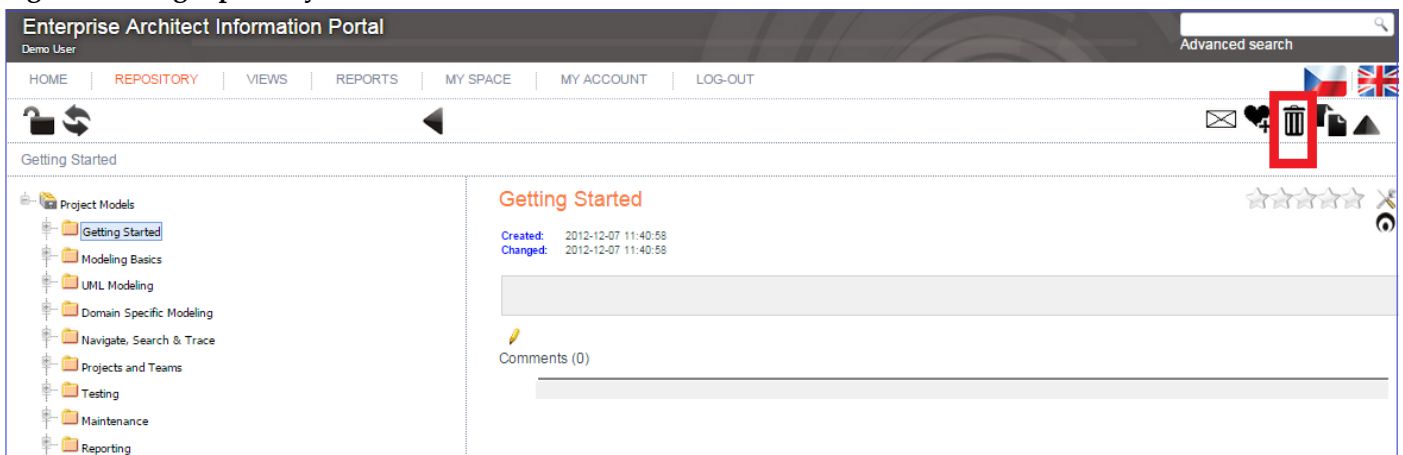 Enterprise Architect Information Portal
Demo User
Advanced search
HOME REPOSITORY VIEWS REPORTS MY SPACE MY ACCOUNT LOG-OUT
Getting Started
Project Models
Getting Started
Modeling Basics
UML Modeling
Domain Specific Modeling
Navigate, Search & Trace
Projects and Teams
Testing
Maintenance
Reporting
Getting Started
Created: 2012-12-07 11:40:58
Changed: 2012-12-07 11:40:58
Comments (0)